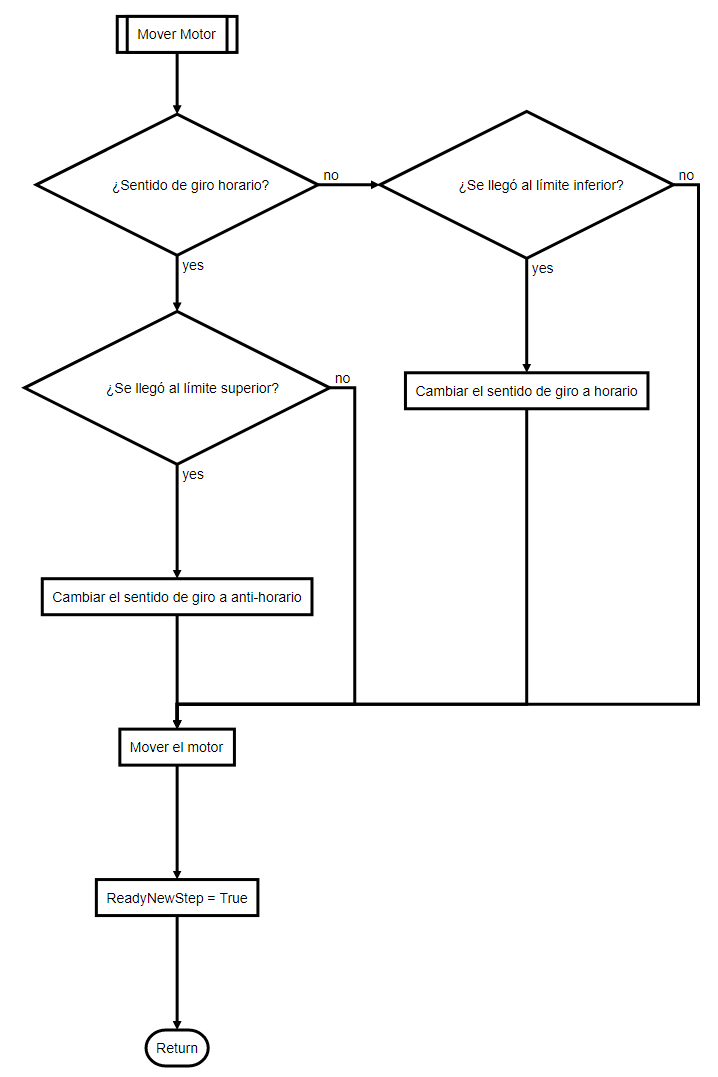 Mover Motor
¿Sentido de giro horario?
no
¿Se llegó al límite inferior?
no
yes
yes
¿Se llegó al límite superior?
no
Cambiar el sentido de giro a horario
yes
Cambiar el sentido de giro a anti-horario
Mover el motor
ReadyNewStep = True
Return